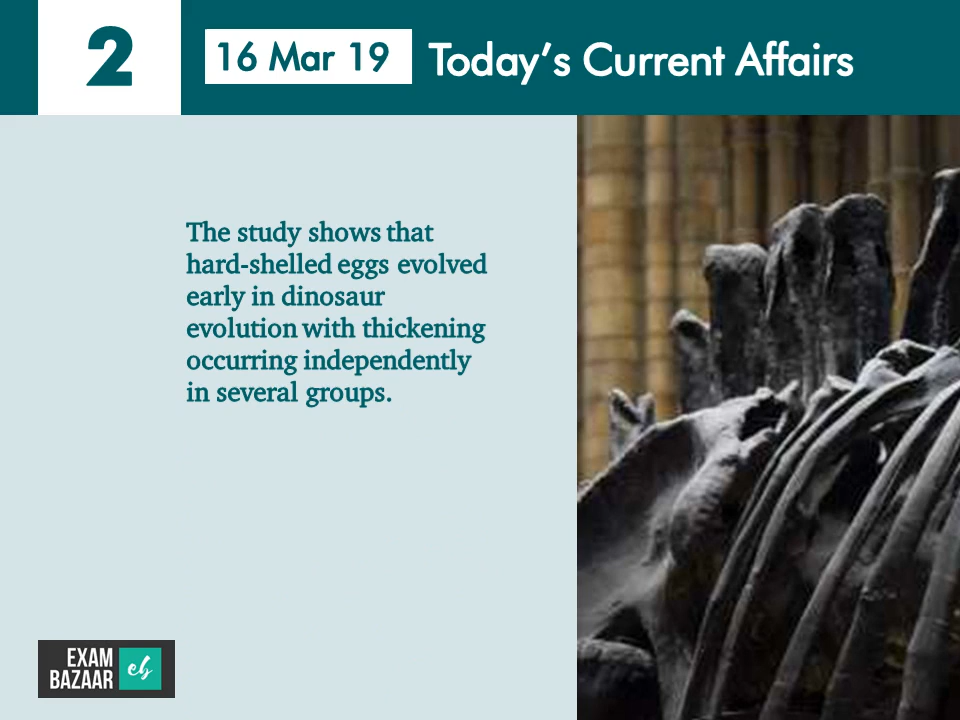 2
16 Mar 19
Today's Current Affairs
The study shows that
hard-shelled eggs evolved
early in dinosaur
evolution with thickening
occurring independently
in several groups.
EXAM
BAZAAR
eb